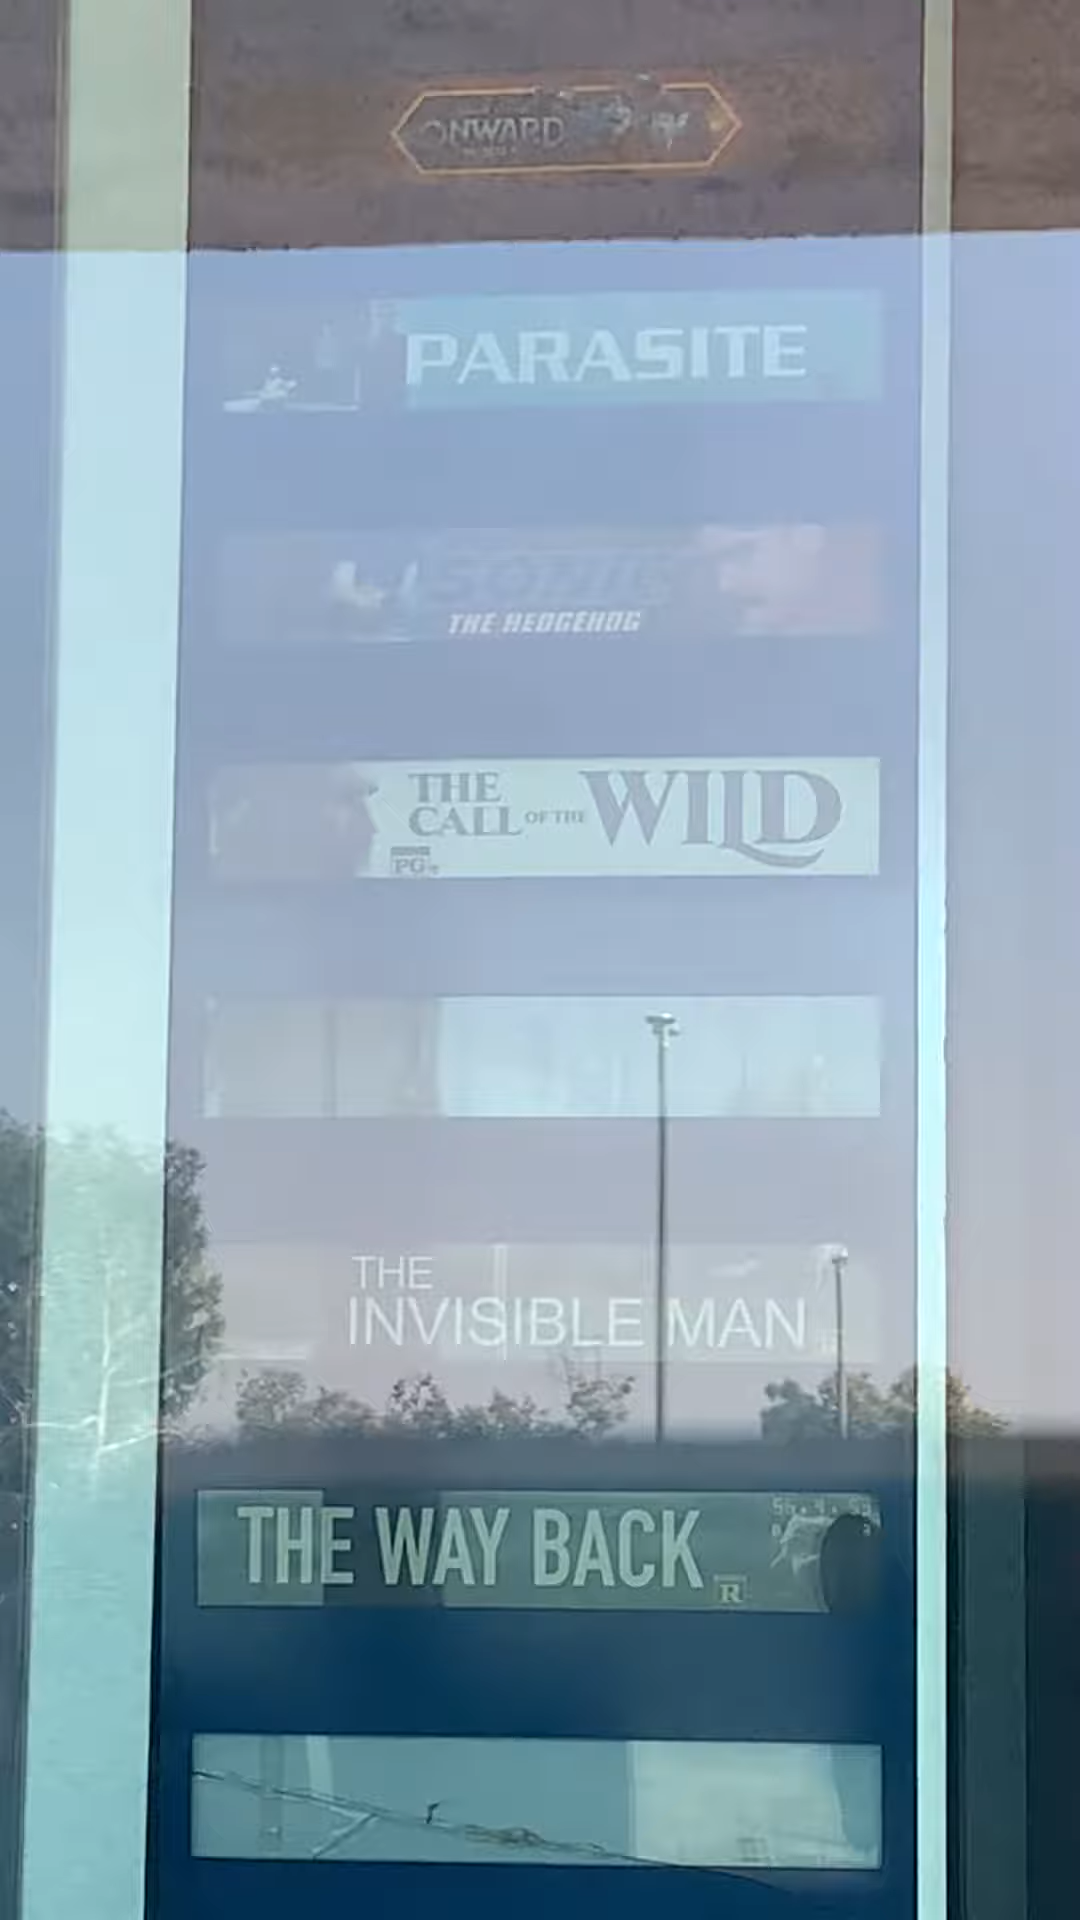 ONWARD
PARASITE
SONIC
THE HEDGEHOG
THE
CALL OF THE WILD
PG
THE
INVISIBLE MAN
THE WAY BACK
R